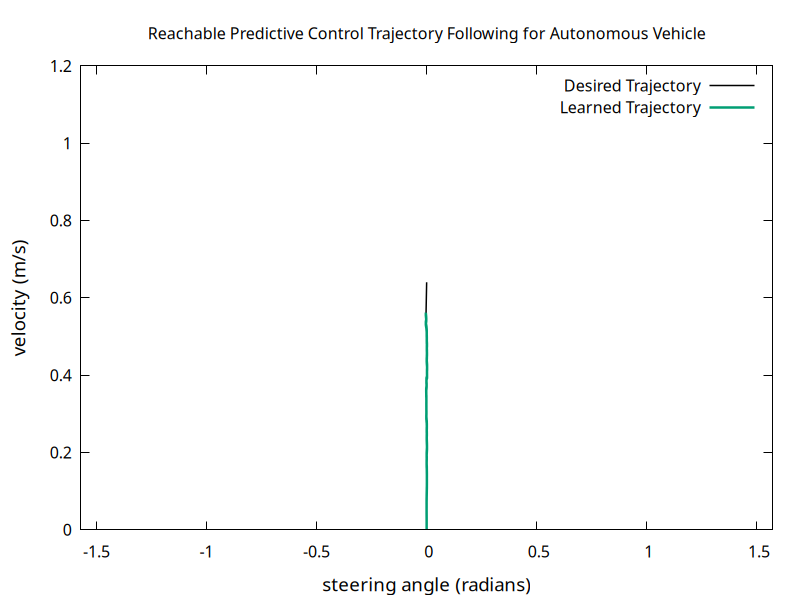 Reachable Predictive Control Trajectory Following for Autonomous Vehicle
Desired Trajectory
Learned Trajectory
1.2
1
0.8
0.6
0.4
0.2
0
velocity (m/s)
-1.5 -1 -0.5 0 0.5 1 1.5
steering angle (radians)